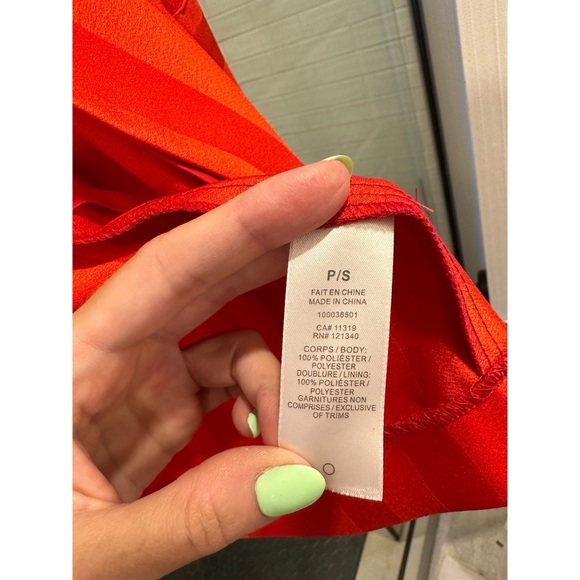 P/S
FAIT EN CHINE
MADE IN CHINA
100038501
CA# 11319
RN# 121340
CORPS / BODY:
100% POLIÉSTER /
POLYESTER
DOUBLURE / LINING:
100% POLIÉSTER /
POLYESTER
GARNITURES NON
COMPRISES / EXCLUSIVE
OF TRIMS